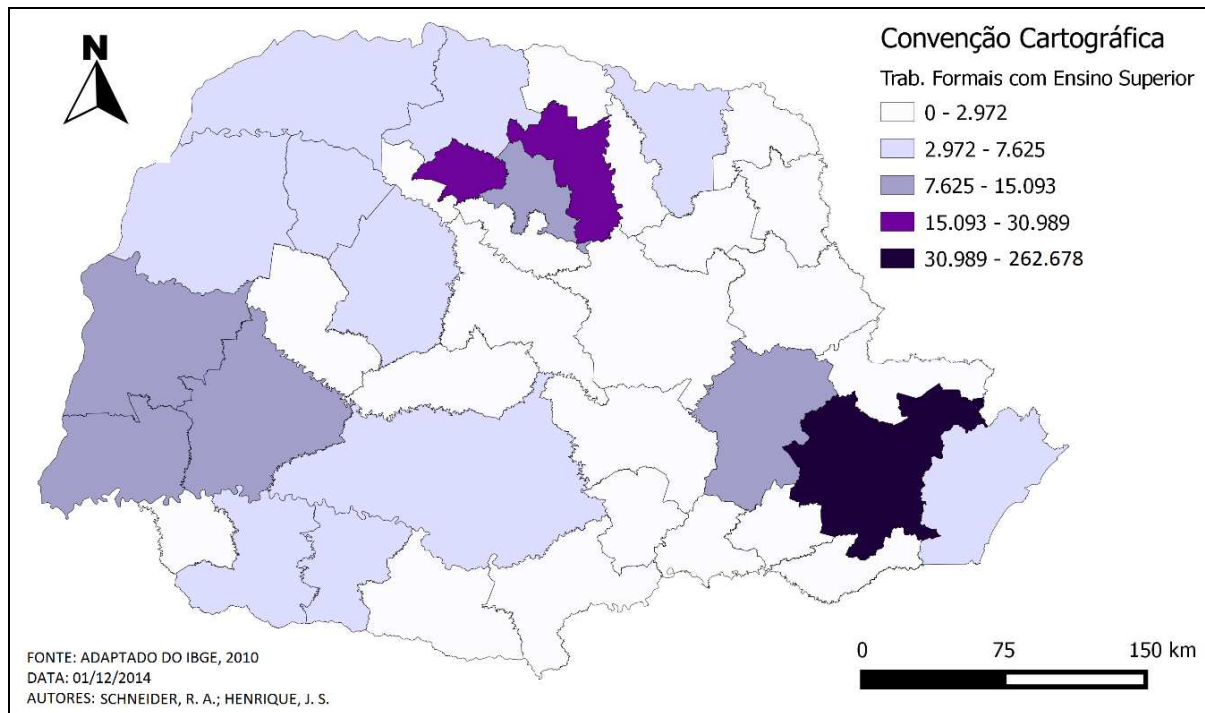 N
Convenção Cartográfica
Trab. Formais com Ensino Superior
0 - 2.972
2.972 - 7.625
7.625 - 15.093
15.093 - 30.989
30.989 - 262.678
FONTE: ADAPTADO DO IBGE, 2010
DATA: 01/12/2014
AUTORES: SCHNEIDER, R. A.; HENRIQUE, J. S.
0 75 150 km